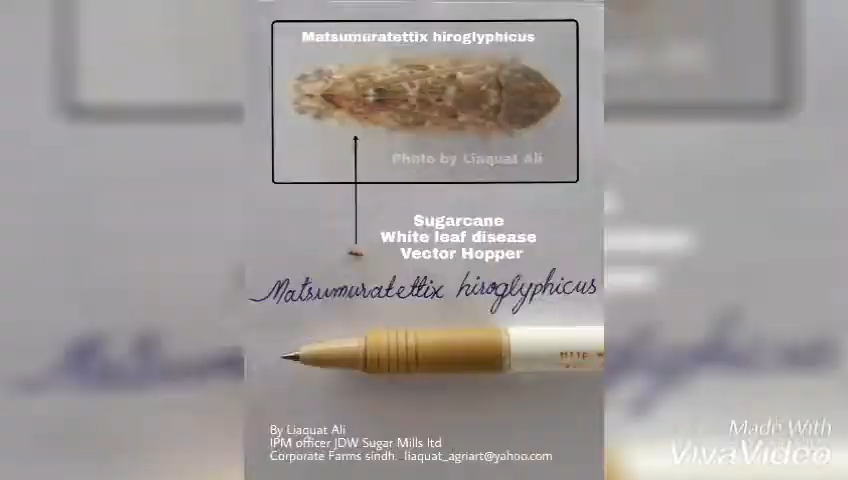 Matsumuratettix hiroglyphicus
Photo by Liaquat Ali
Sugarcane
White leaf disease
Vector Hopper
Matsumuratettix hiroglyphicus
Http
By Liaquat Ali
IPM officer JDW Sugar Mills ltd
Corporate Farms sindh. liaquat_agriart@yahoo.com
Made With
VivaVideo